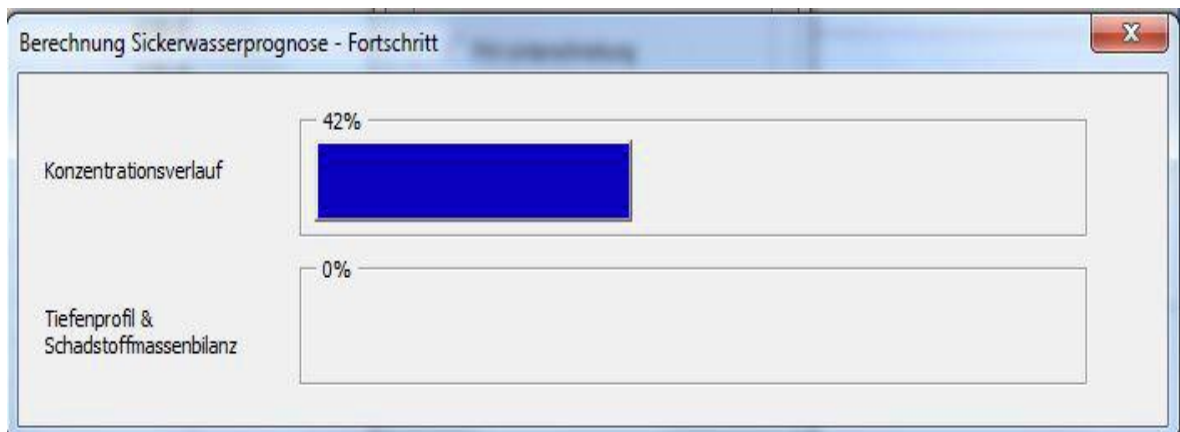 Berechnung Sickerwasserprognose - Fortschritt
42%
Konzentrationsverlauf
0%
Tiefenprofil &
Schadstoffmassenbilanz